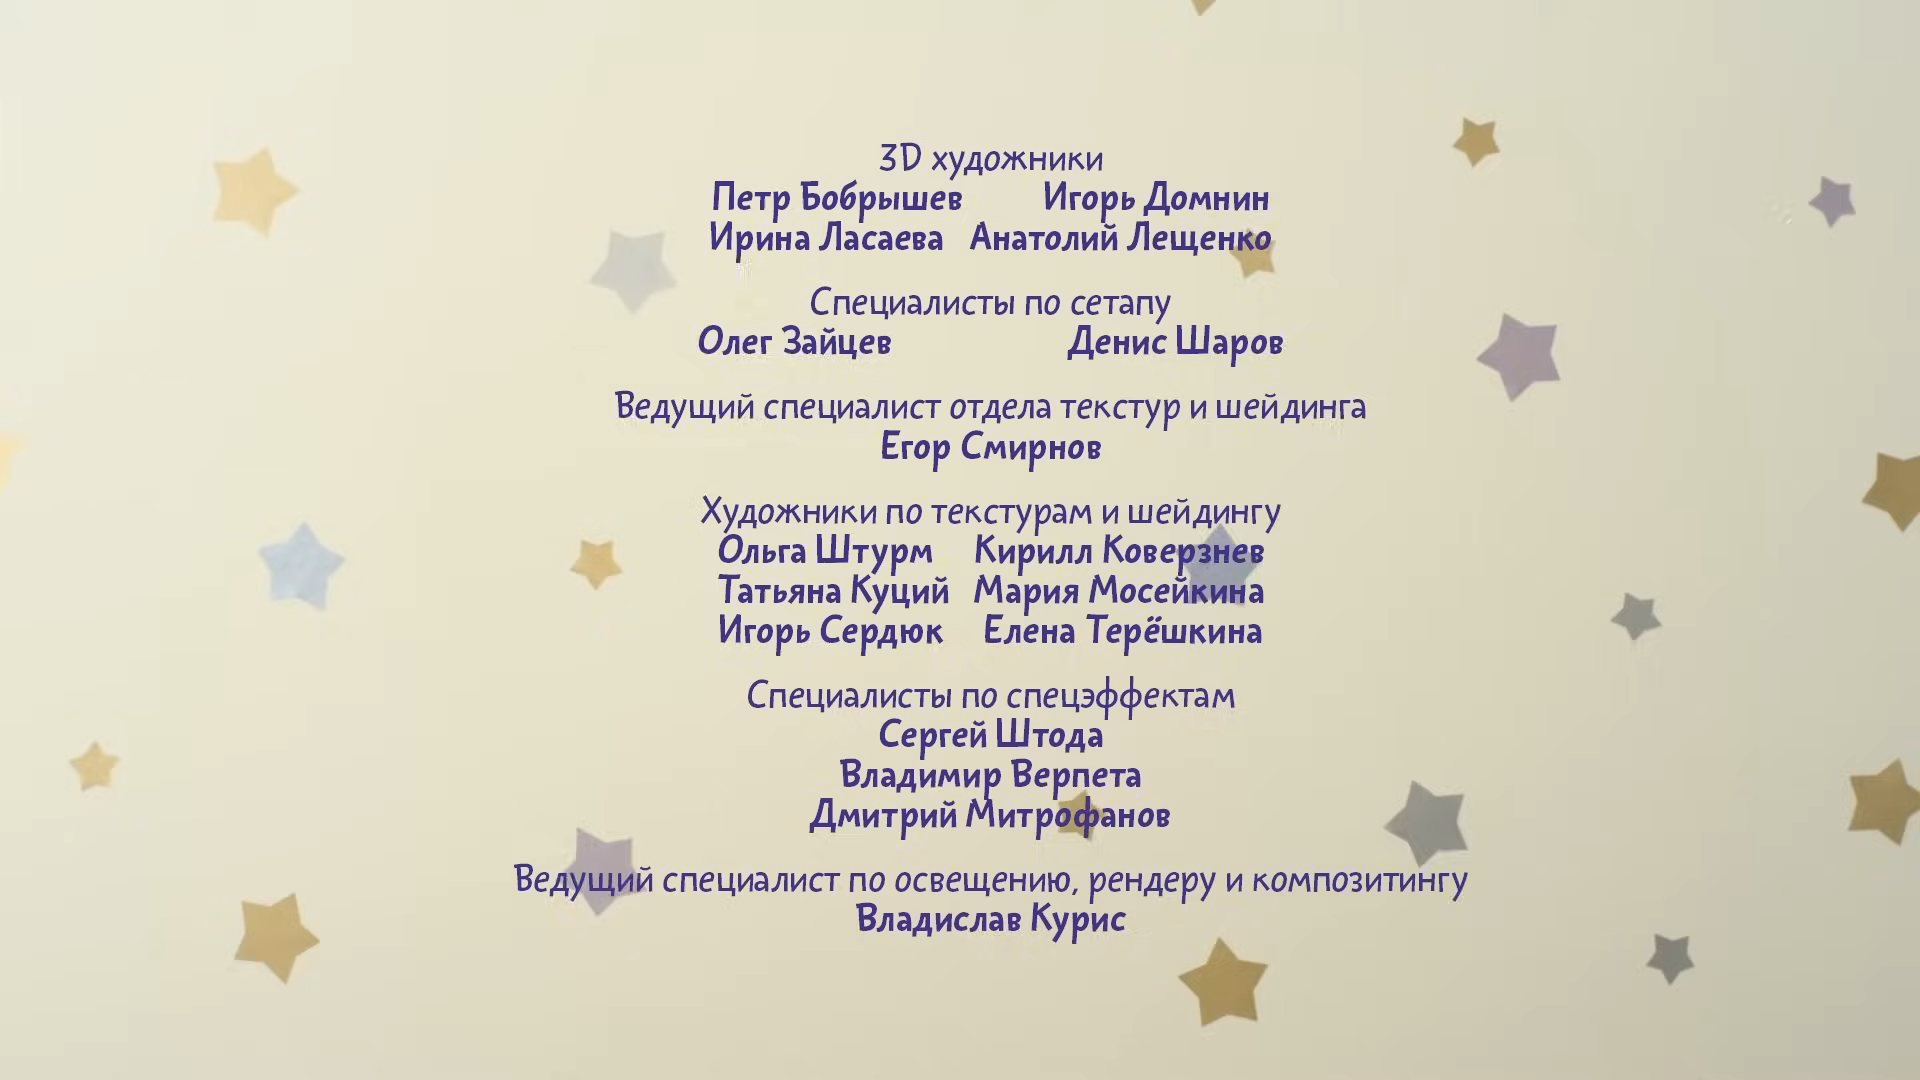 3D художники
Петр Бобрышев Игорь Домнин
Ирина Ласаева Анатолий Лещенко
Специалисты по сетапу
Олег Зайцев Денис Шаров
Ведущий специалист отдела текстур и шейдинга
Егор Смирнов
Художники по текстурам и шейдингу
Ольга Штурм Кирилл Коверзнев
Татьяна Куций Мария Мосейкина
Игорь Сердюк Елена Терёшкина
Специалисты по спецэффектам
Сергей Штода
Владимир Верпета
Дмитрий Митрофанов
Ведущий специалист по освещению, рендеру и композитингу
Владислав Курис